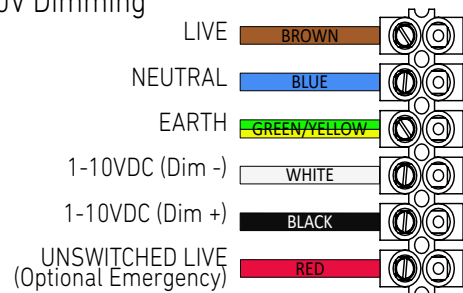 Dimming
LIVE BROWN
NEUTRAL BLUE
EARTH GREEN/YELLOW
1-10VDC (Dim -) WHITE
1-10VDC (Dim +) BLACK
UNSWITCHED LIVE
(Optional Emergency) RED